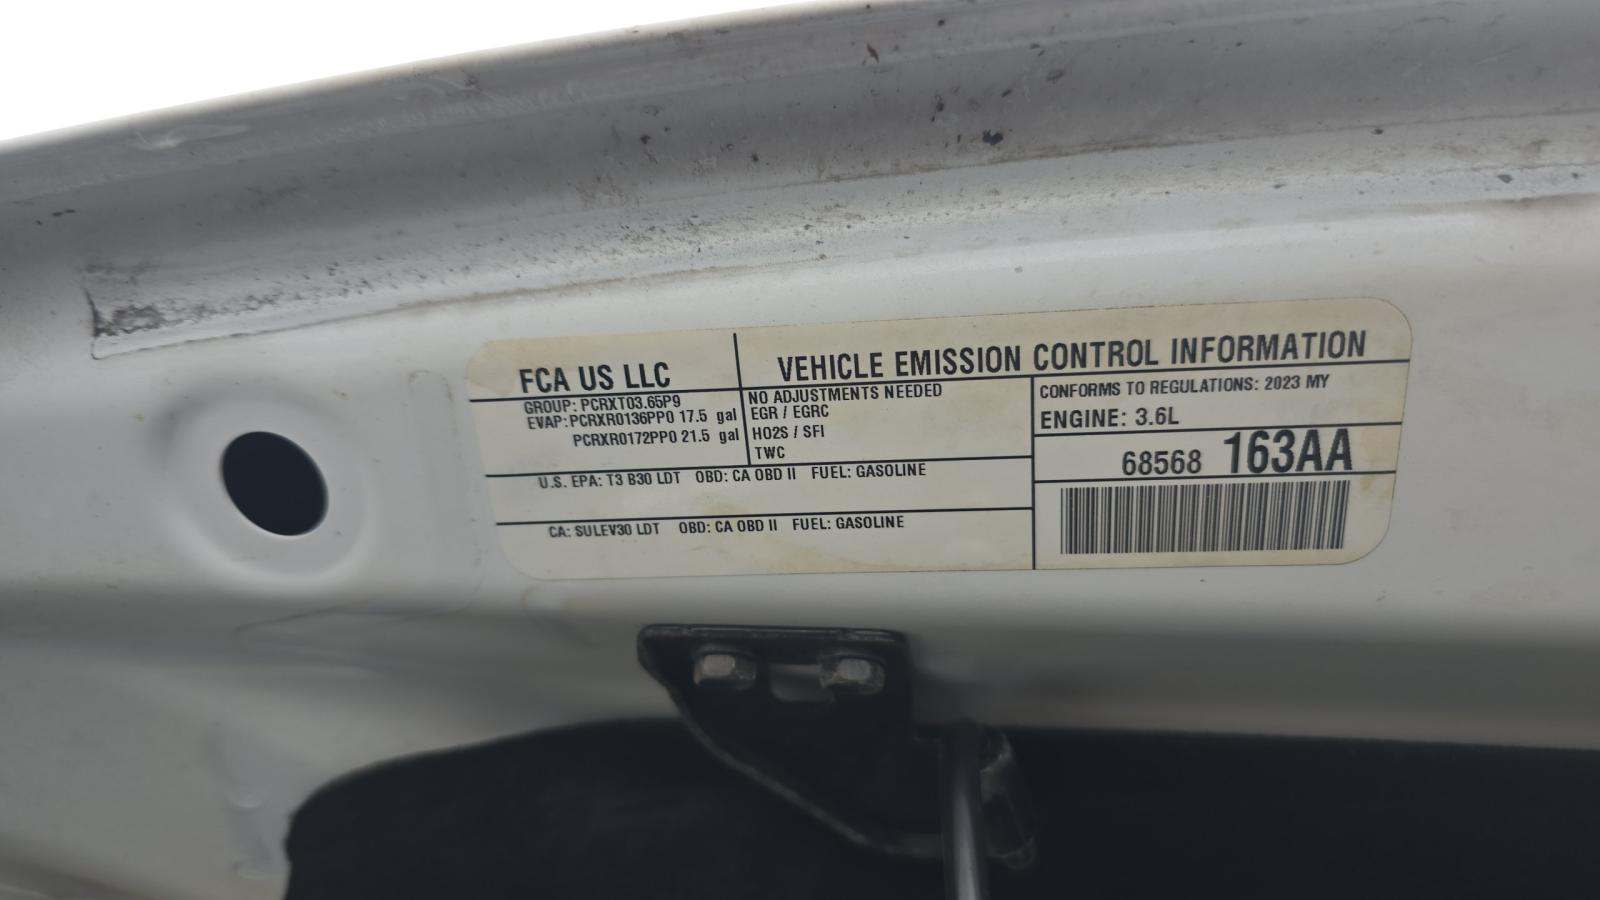 FCA US LLC
VEHICLE EMISSION CONTROL INFORMATION
GROUP: PCRXT03.65P9
EVAP: PCRXR0136PP0 17.5 gal
PCRXR0172PP0 21.5 gal
NO ADJUSTMENTS NEEDED
EGR / EGRC
HO2S / SFI
TWC
CONFORMS TO REGULATIONS: 2023 MY
ENGINE: 3.6L
68568 163AA
U.S. EPA: T3 B30 LDT OBD: CA OBD II FUEL: GASOLINE
CA: SULEV30 LDT OBD: CA OBD II FUEL: GASOLINE